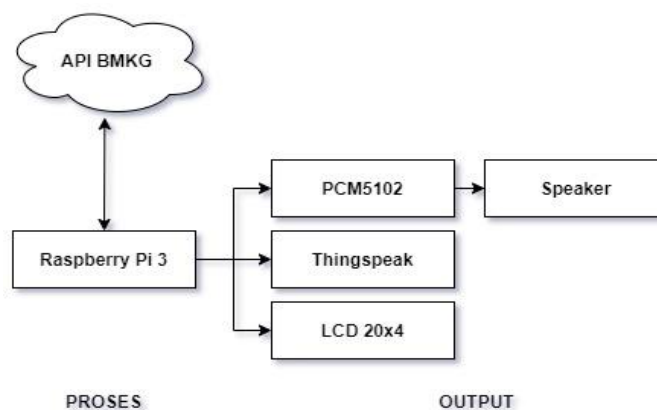 API BMKG
PCM5102
Speaker
Raspberry Pi 3
Thingspeak
LCD 20x4
PROSES
OUTPUT